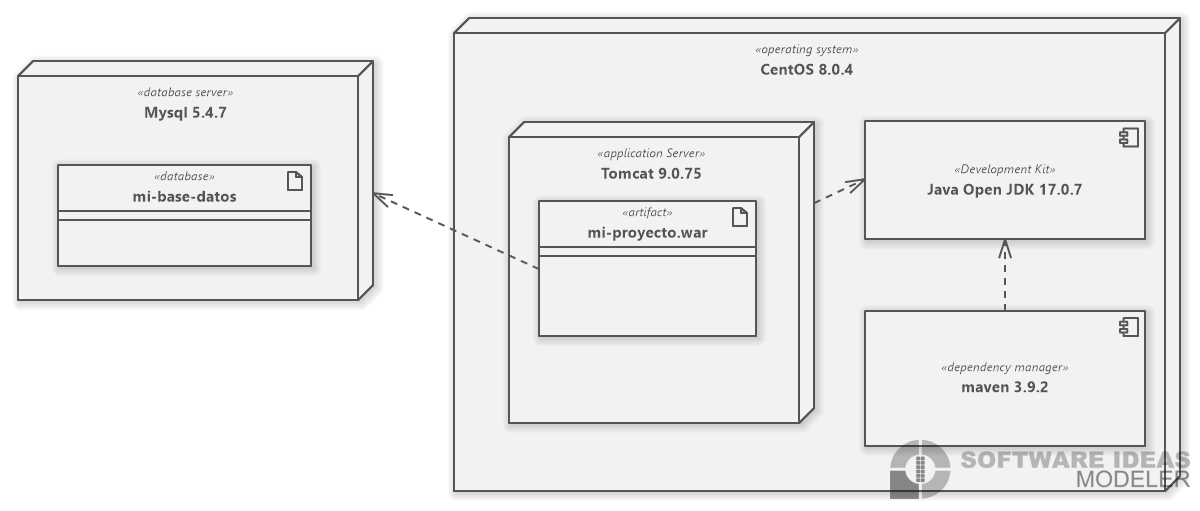 «database server»
Mysql 5.4.7
«database»
mi-base-datos
«operating system»
CentOS 8.0.4
«application Server»
Tomcat 9.0.75
«artifact»
mi-proyecto.war
«Development Kit»
Java Open JDK 17.0.7
«dependency manager»
maven 3.9.2
SOFTWARE IDEAS
MODELER